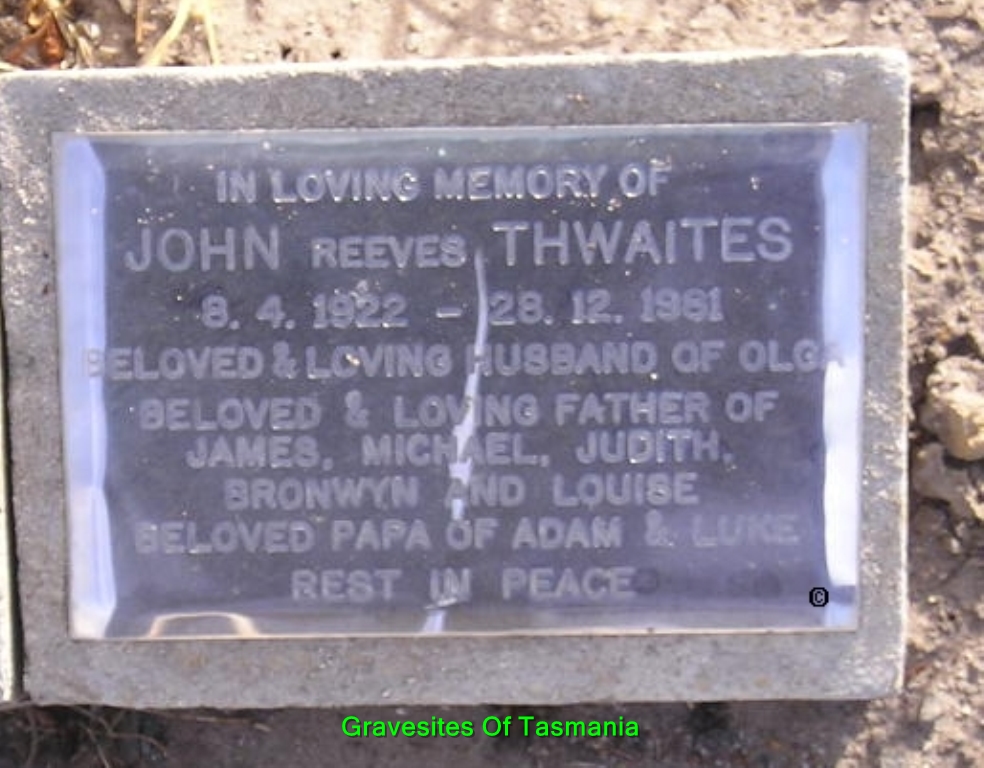 IN LOVING MEMORY OF
JOHN REEVES THWAITES
8. 4. 1922 - 28. 12. 1981
BELOVED & LOVING HUSBAND OF OLGA
BELOVED & LOVING FATHER OF
JAMES, MICHAEL, JUDITH,
BRONWYN AND LOUISE
BELOVED PAPA OF ADAM & LUKE
REST IN PEACE
©
Gravesites Of Tasmania